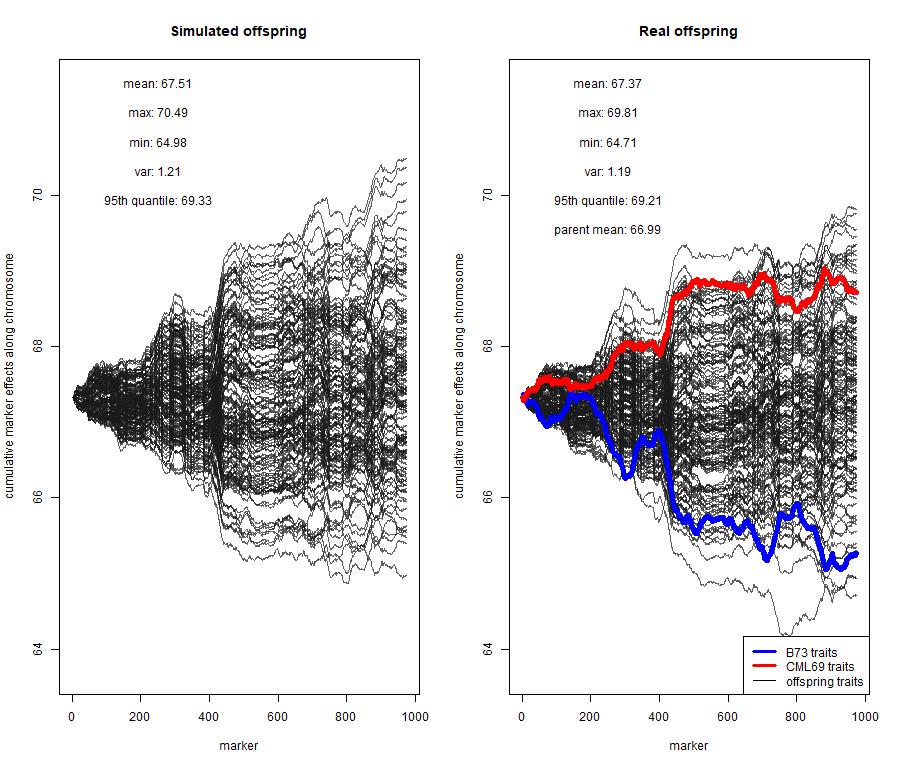 Simulated offspring
mean: 67.51
max: 70.49
min: 64.98
var: 1.21
95th quantile: 69.33
cumulative marker effects along chromosome
70
68
66
64
0 200 400 600 800 1000
marker
Real offspring
mean: 67.37
max: 69.81
min: 64.71
var: 1.19
95th quantile: 69.21
parent mean: 66.99
cumulative marker effects along chromosome
70
68
66
64
B73 traits
CML69 traits
offspring traits
0 200 400 600 800 1000
marker